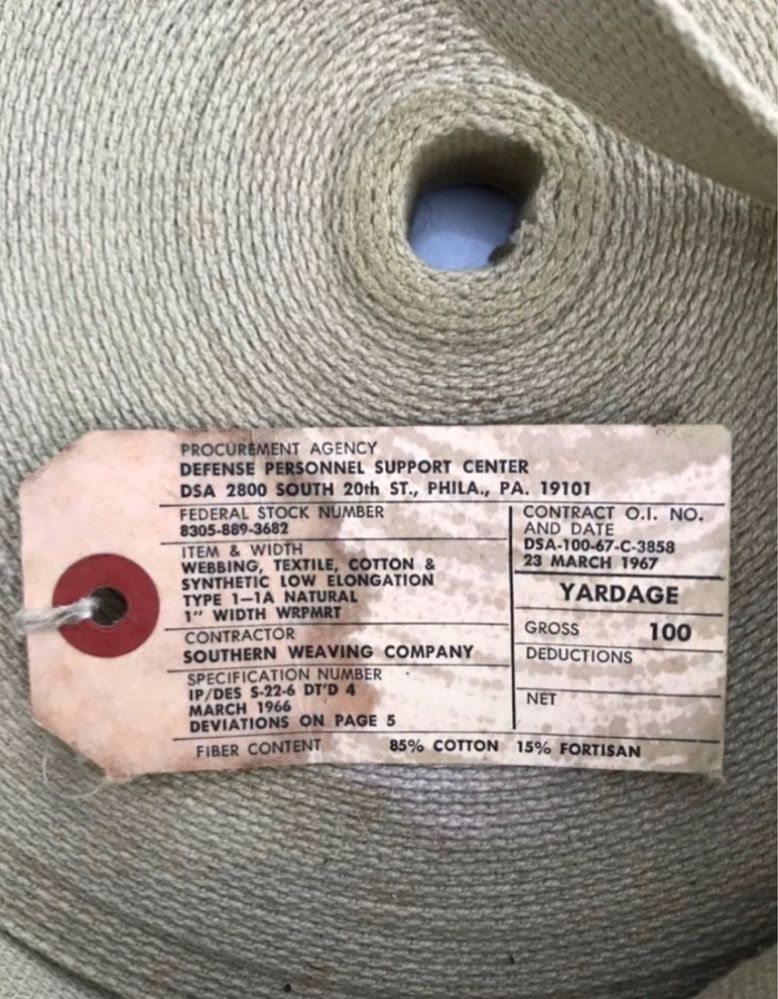 PROCUREMENT AGENCY
DEFENSE PERSONNEL SUPPORT CENTER
DSA 2800 SOUTH 20th ST., PHILA., PA. 19101
FEDERAL STOCK NUMBER
8305-889-3682
ITEM & WIDTH
WEBBING, TEXTILE, COTTON &
SYNTHETIC LOW ELONGATION
TYPE 1—1A NATURAL
1" WIDTH WRPMRT
CONTRACTOR
SOUTHERN WEAVING COMPANY
SPECIFICATION NUMBER
IP/DES S-22-6 DT'D 4
MARCH 1966
DEVIATIONS ON PAGE 5
CONTRACT O.I. NO.
AND DATE
DSA-100-67-C-3858
23 MARCH 1967
YARDAGE
GROSS 100
DEDUCTIONS
NET
FIBER CONTENT 85% COTTON 15% FORTISAN